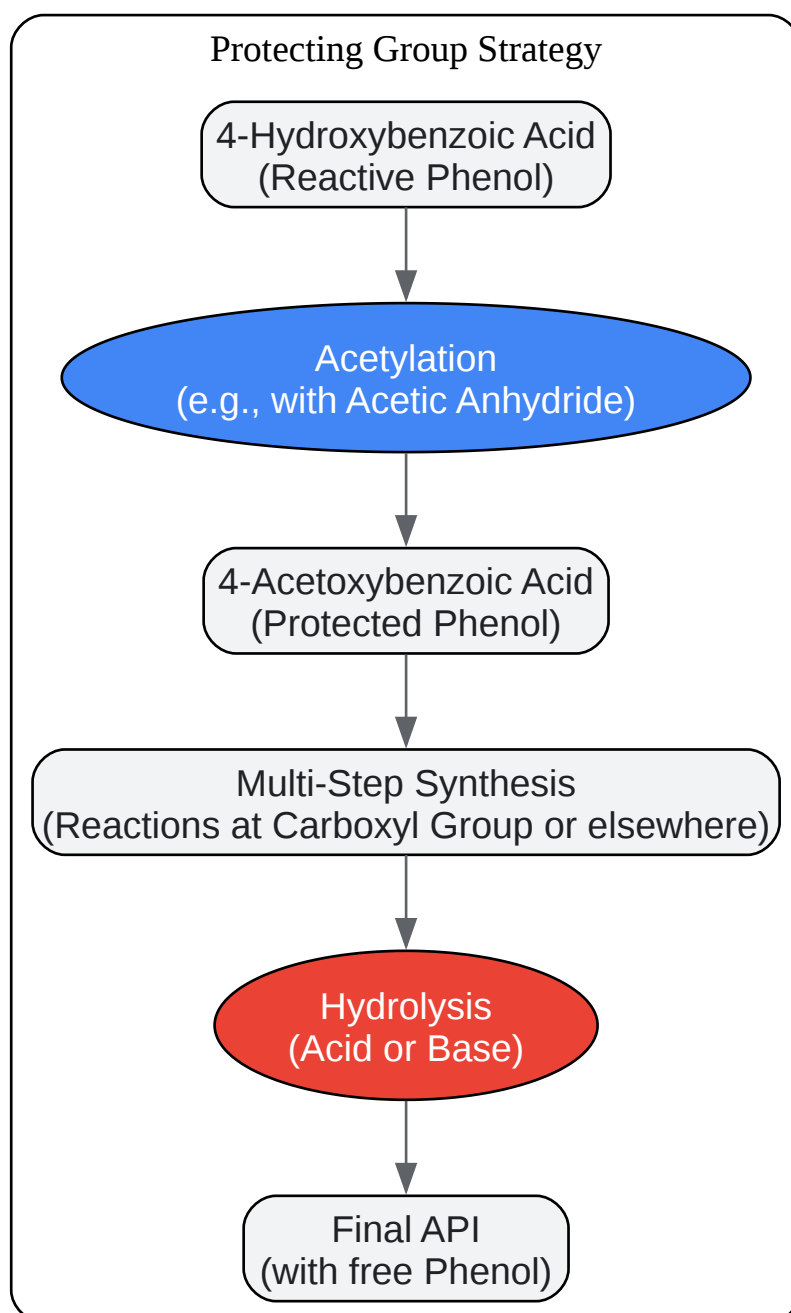 Protecting Group Strategy
4-Hydroxybenzoic Acid
(Reactive Phenol)
Acetylation
(e.g., with Acetic Anhydride)
4-Acetoxybenzoic Acid
(Protected Phenol)
Multi-Step Synthesis
(Reactions at Carboxyl Group or elsewhere)
Hydrolysis
(Acid or Base)
Final API
(with free Phenol)